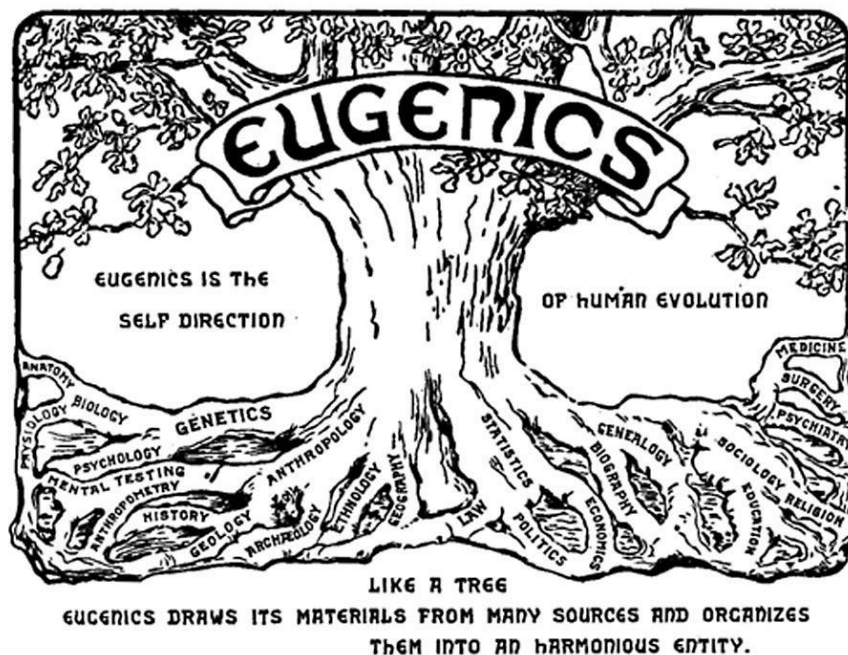 EUGENICS
EUGENICS IS THE
SELF DIRECTION
OF HUMAN EVOLUTION
ANATOMY
BIOLOGY
PHYSIOLOGY
GENETICS
PSYCHOLOGY
MENTAL TESTING
ANTHROPOMETRY
HISTORY
GEOLOGY
ANTHROPOLOGY
ARCHÆOLOGY
ETHNOLOGY
GEOGRAPHY
LAW
STATISTICS
POLITICS
ECONOMICS
BIOGRAPHY
GENEALOGY
EDUCATION
SOCIOLOGY
RELIGION
PSYCHIATRY
SURGERY
MEDICINE
LIKE A TREE
EUGENICS DRAWS ITS MATERIALS FROM MANY SOURCES AND ORGANIZES
THEM INTO AN HARMONIOUS ENTITY.